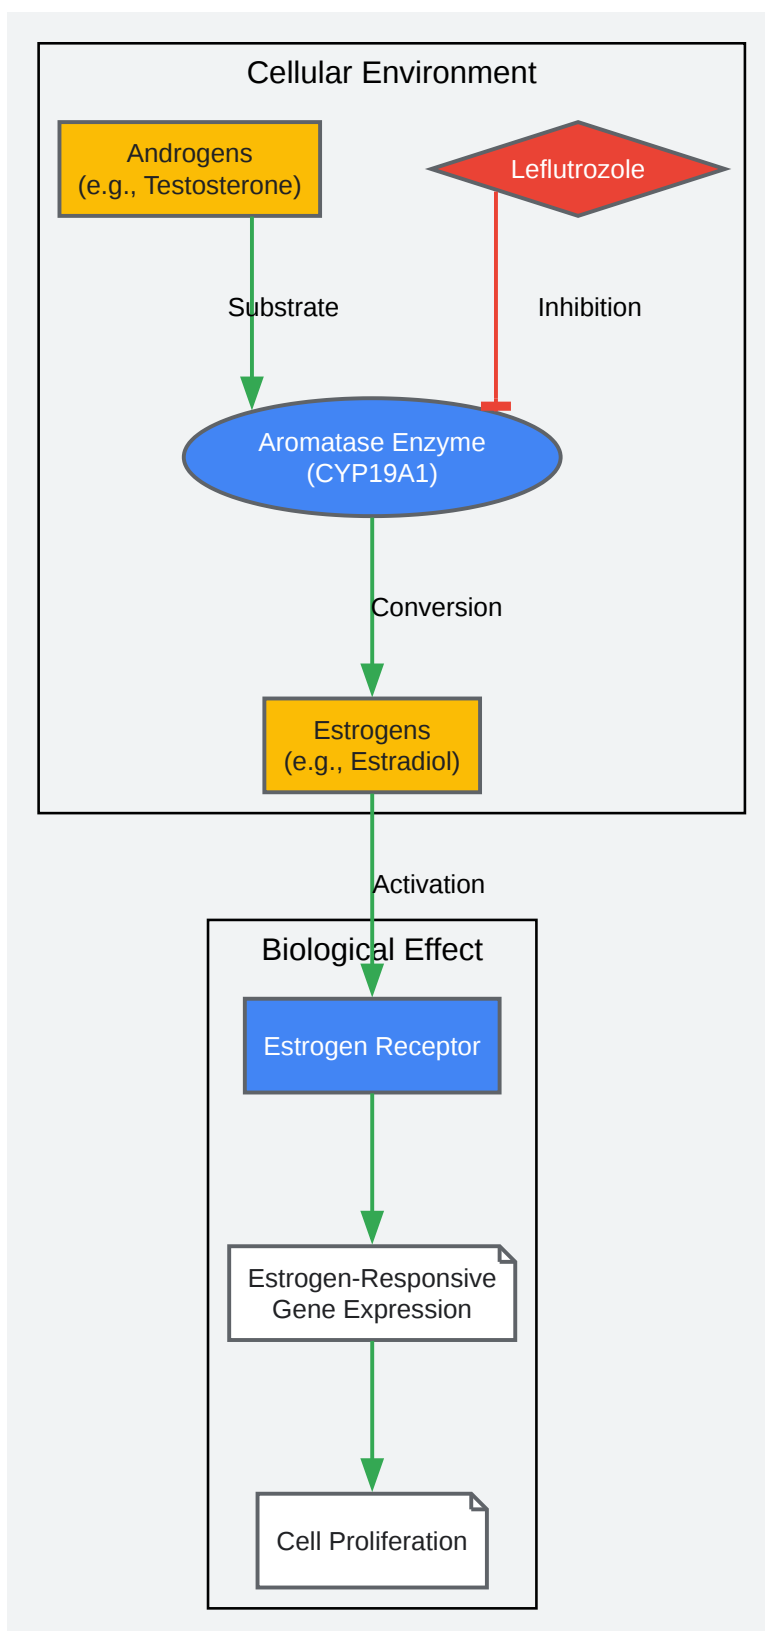 Cellular Environment
Androgens
(e.g., Testosterone)
Leflutrozole
Substrate
Inhibition
Aromatase Enzyme
(CYP19A1)
Conversion
Estrogens
(e.g., Estradiol)
Activation
Biological Effect
Estrogen Receptor
Estrogen-Responsive
Gene Expression
Cell Proliferation